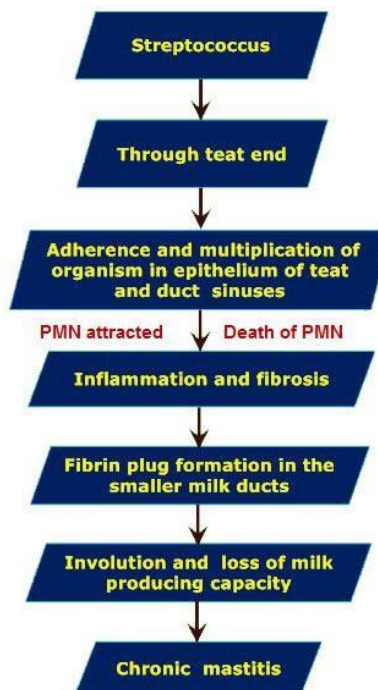 Streptococcus
Through teat end
Adherence and multiplication of
organism in epithelium of teat
and duct sinuses
PMN attracted Death of PMN
Inflammation and fibrosis
Fibrin plug formation in the
smaller milk ducts
Involution and loss of milk
producing capacity
Chronic mastitis